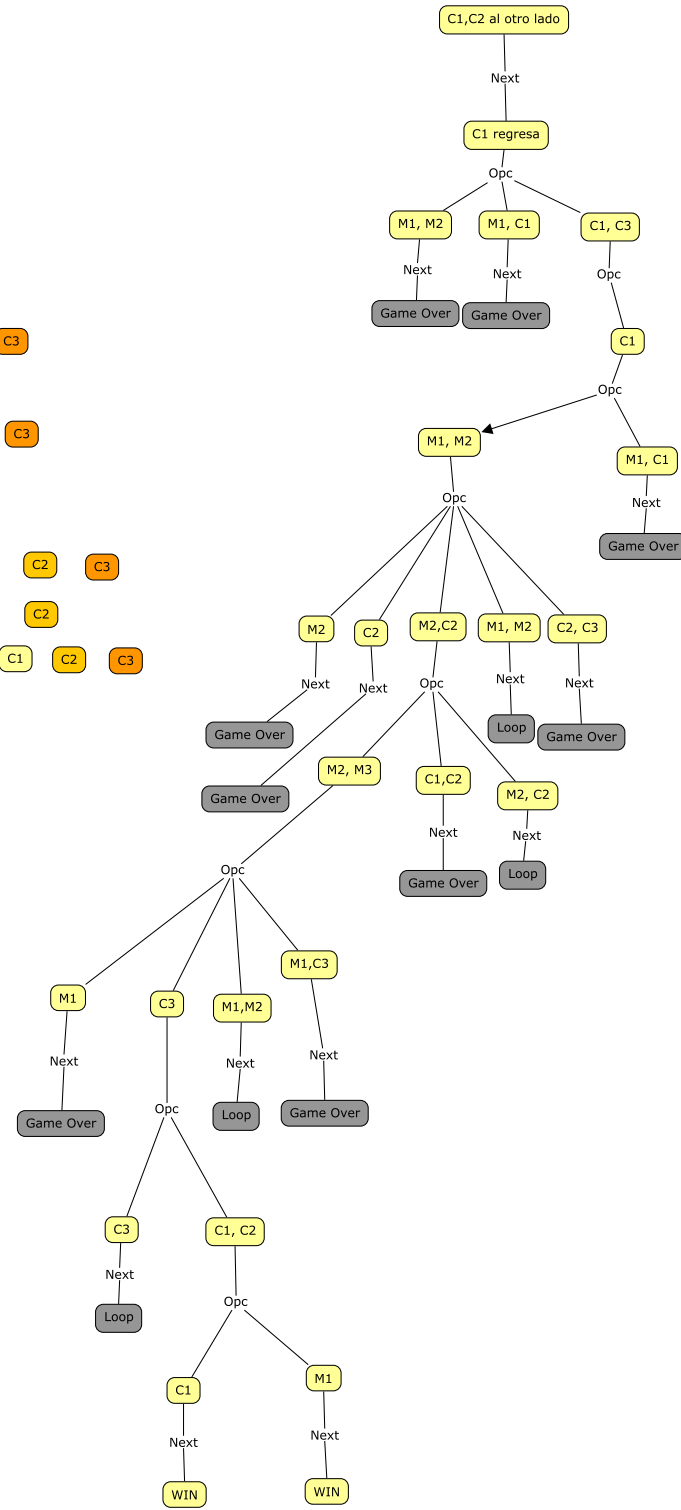 C1,C2 al otro lado
Next
C1 regresa
Opc
M1, M2
M1, C1
C1, C3
Next
Next
Opc
Game Over
Game Over
C3
C1
Opc
C3
M1, M2
M1, C1
Opc
Next
Game Over
C2
C3
C2
M2
C2
M2,C2
M1, M2
C2, C3
C1
C2
C3
Next
Next
Opc
Next
Next
Game Over
Loop
Game Over
Game Over
M2, M3
C1,C2
M2, C2
Next
Next
Opc
Game Over
Loop
M1
C3
M1,M2
M1,C3
Next
Next
Next
Game Over
Opc
Loop
Game Over
C3
C1, C2
Next
Loop
Opc
C1
M1
Next
Next
WIN
WIN